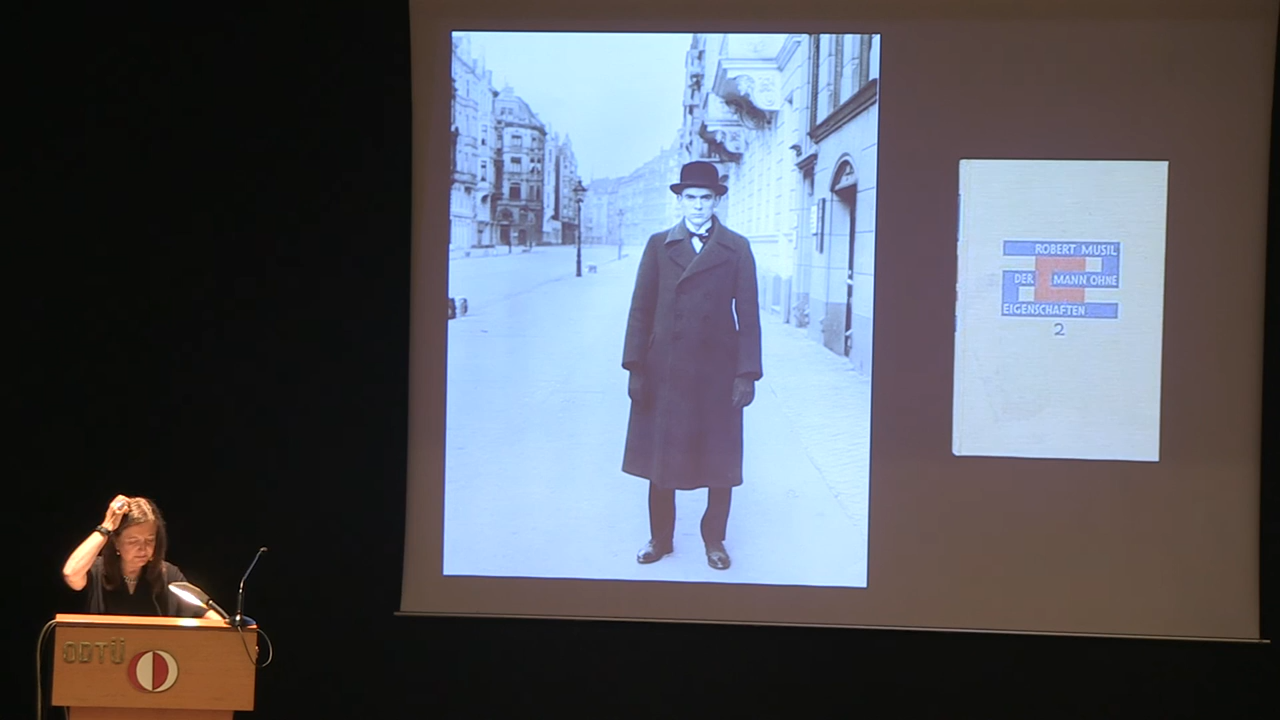 ROBERT MUSIL
DER MANN OHNE
EIGENSCHAFTEN
2
ODTÜ